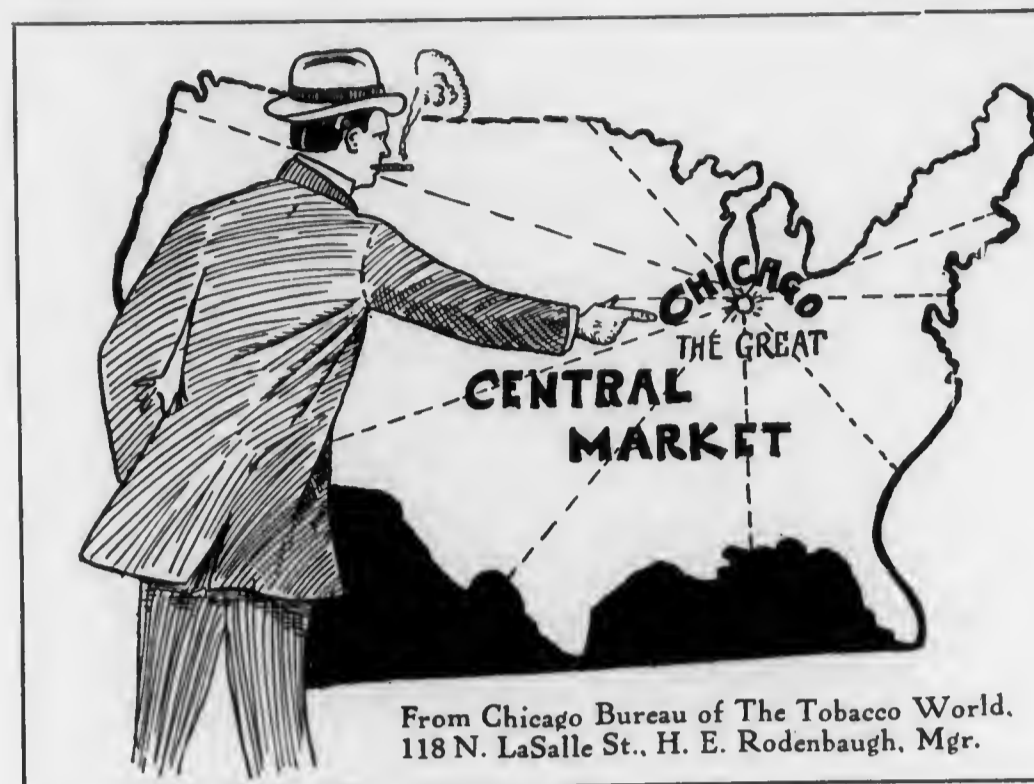 CHICAGO
THE GREAT
CENTRAL
MARKET
From Chicago Bureau of The Tobacco World.
118 N. LaSalle St., H. E. Rodenbaugh, Mgr.